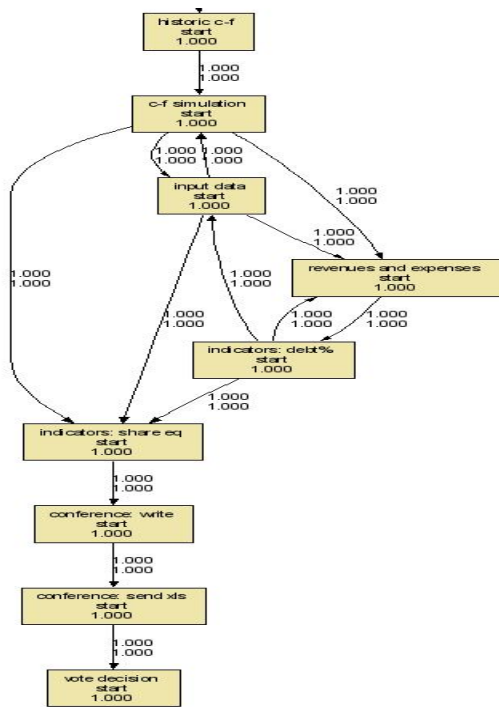 historic c-f
start
1.000
1.000
1.000
c-f simulation
start
1.000
1.000
1.000
1.000
1.000
1.000
1.000
input data
start
1.000
revenues and expenses
start
1.000
1.000
1.000
1.000
1.000
1.000
1.000
1.000
1.000
1.000
1.000
indicators: debt%
start
1.000
1.000
1.000
indicators: share eq
start
1.000
1.000
1.000
conference: write
start
1.000
1.000
1.000
conference: send xls
start
1.000
1.000
1.000
vote decision
start
1.000
1.000
1.000